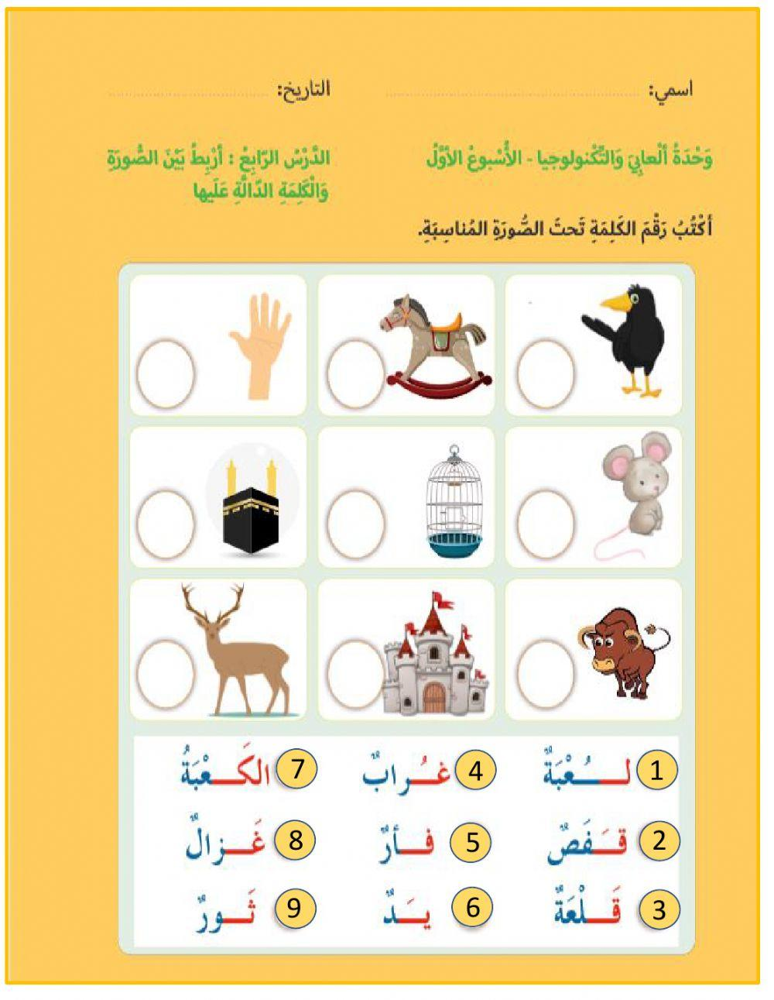 اسمي: ........................ التاريخ: ........................
وَحْدَةُ أَلْعابِيَ وَالتِّكْنولوجيا - الأُسْبوعُ الأَوَّلُ
الدَّرْسُ الرّابِعُ : أَرْبِطُ بَيْنَ الصُّورَةِ
وَالْكَلِمَةِ الدّالَّةِ عَلَيها
أَكْتُبُ رَقْمَ الكَلِمَةِ تَحتَ الصُّورَةِ المُناسِبَةِ.
1 لُعْبَةٌ 4 غُرابٌ 7 الكَعْبَةُ
2 قَفَصٌ 5 فأرٌ 8 غَزالٌ
3 قَلْعَةٌ 6 يَدٌ 9 ثَورٌ